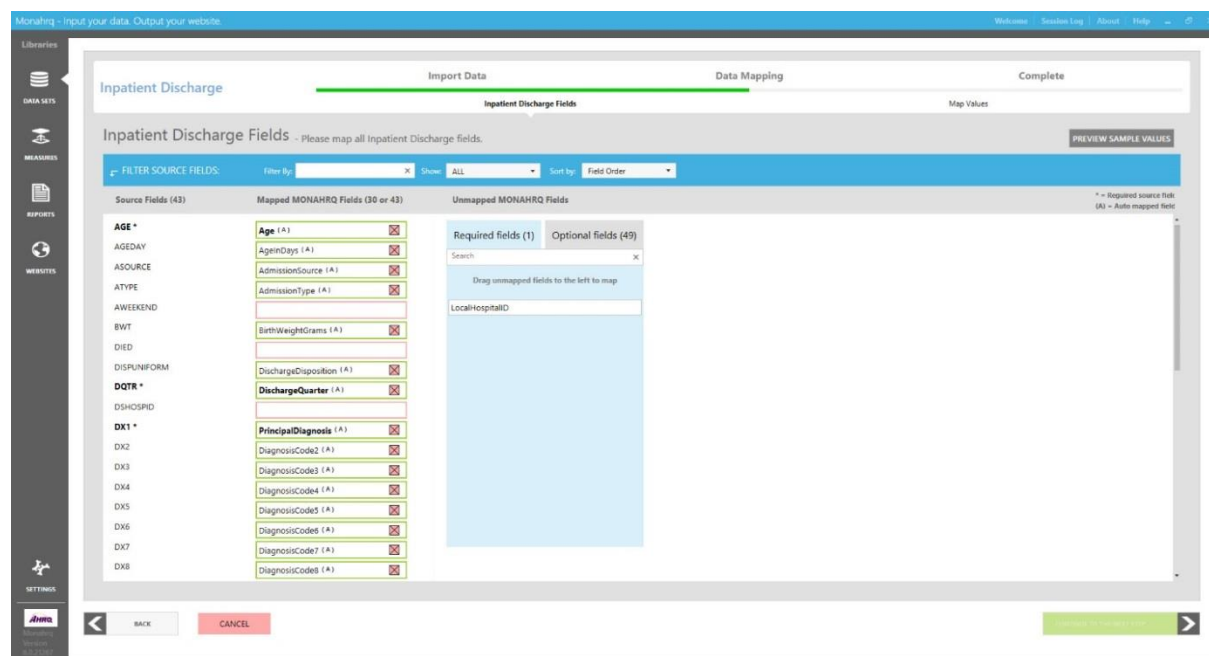 Monahrq - Input your data. Output your website.
Welcome | Session Log | About | Help
Libraries
DATA SETS
MEASURES
REPORTS
WEBSITES
SETTINGS
AHRQ
Monahrq
Version
Inpatient Discharge
Import Data
Data Mapping
Complete
Inpatient Discharge Fields
Map Values
Inpatient Discharge Fields - Please map all Inpatient Discharge fields.
PREVIEW SAMPLE VALUES
FILTER SOURCE FIELDS: Filter By: × Show: ALL Sort by: Field Order
Source Fields (43) Mapped MONAHRQ Fields (30 or 43) Unmapped MONAHRQ Fields
* = Required source fiel
(A) = Auto mapped field
AGE * Age (A)
AGEDAY AgeInDays (A)
ASOURCE AdmissionSource (A)
ATYPE AdmissionType (A)
AWEEKEND
BWT BirthWeightGrams (A)
DIED
DISPUNIFORM DischargeDisposition (A)
DQTR * DischargeQuarter (A)
DSHOSPID
DX1 * PrincipalDiagnosis (A)
DX2 DiagnosisCode2 (A)
DX3 DiagnosisCode3 (A)
DX4 DiagnosisCode4 (A)
DX5 DiagnosisCode5 (A)
DX6 DiagnosisCode6 (A)
DX7 DiagnosisCode7 (A)
DX8 DiagnosisCode8 (A)
Required fields (1) Optional fields (49)
Search ×
Drag unmapped fields to the left to map
LocalHospitalID
BACK
CANCEL